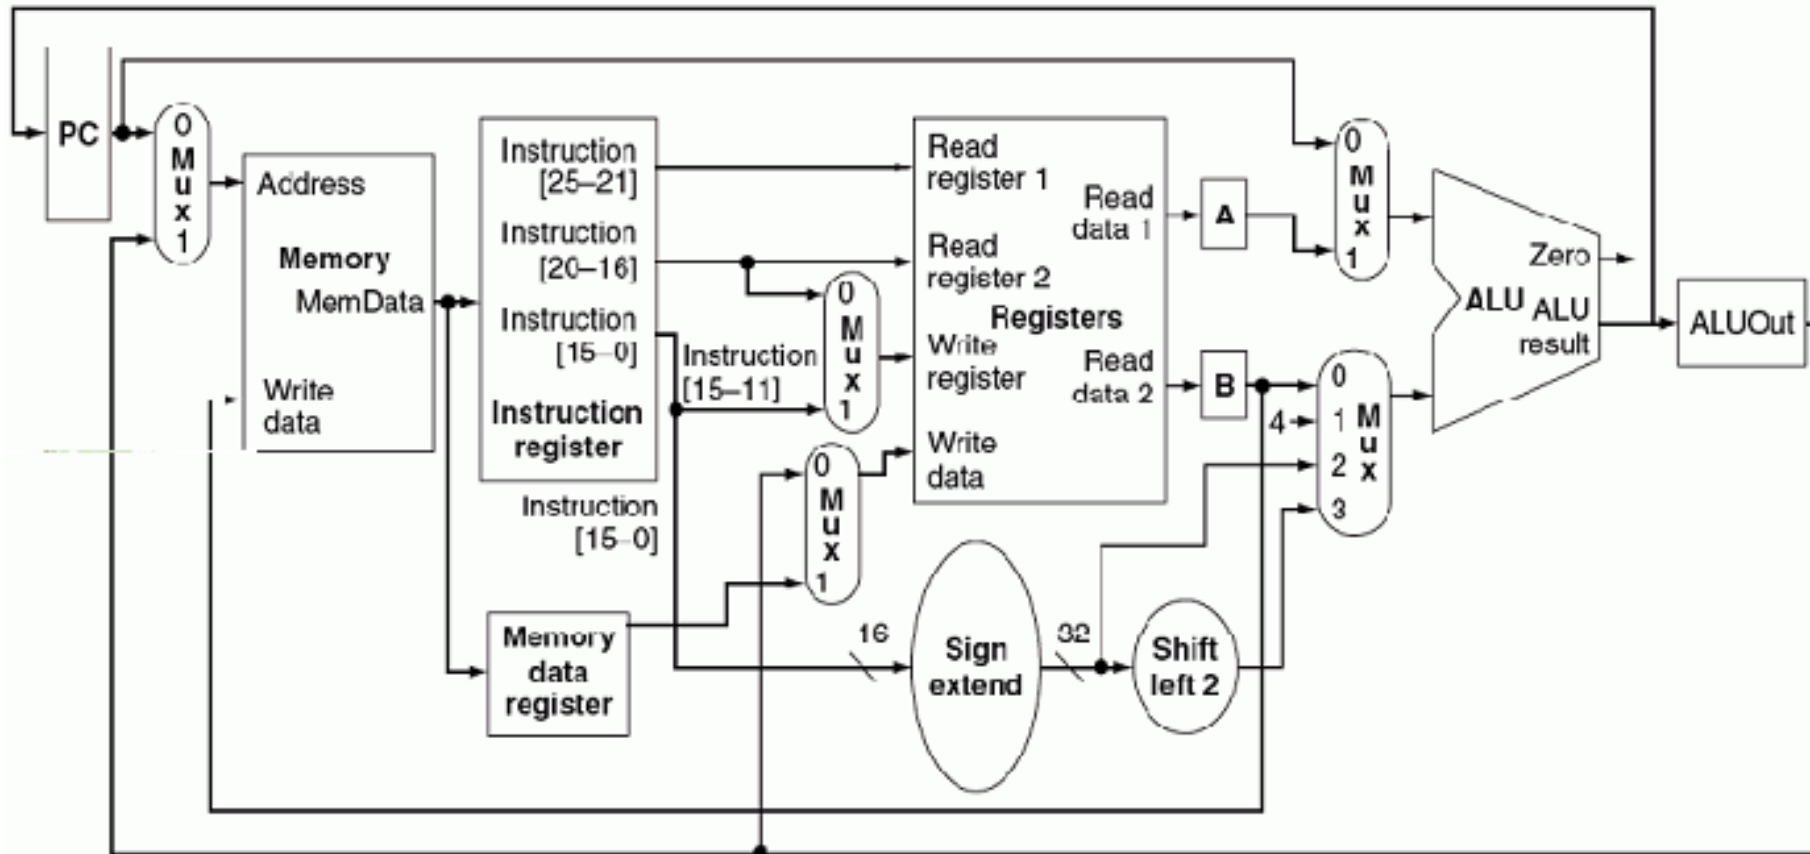 PC
0
M
u
x
1
Address
Memory
MemData
Write
data
Instruction
[25–21]
Instruction
[20–16]
Instruction
[15–0]
Instruction
register
Instruction
[15–0]
Memory
data
register
Instruction
[15–11]
0
M
u
x
1
0
M
u
x
1
16
Read
register 1
Read
register 2
Registers
Write
register
Write
data
Read
data 1
Read
data 2
Sign
extend
32
Shift
left 2
A
B
4
0
M
u
x
1
0
1 M
u
2 x
3
Zero
ALU ALU
result
ALUOut